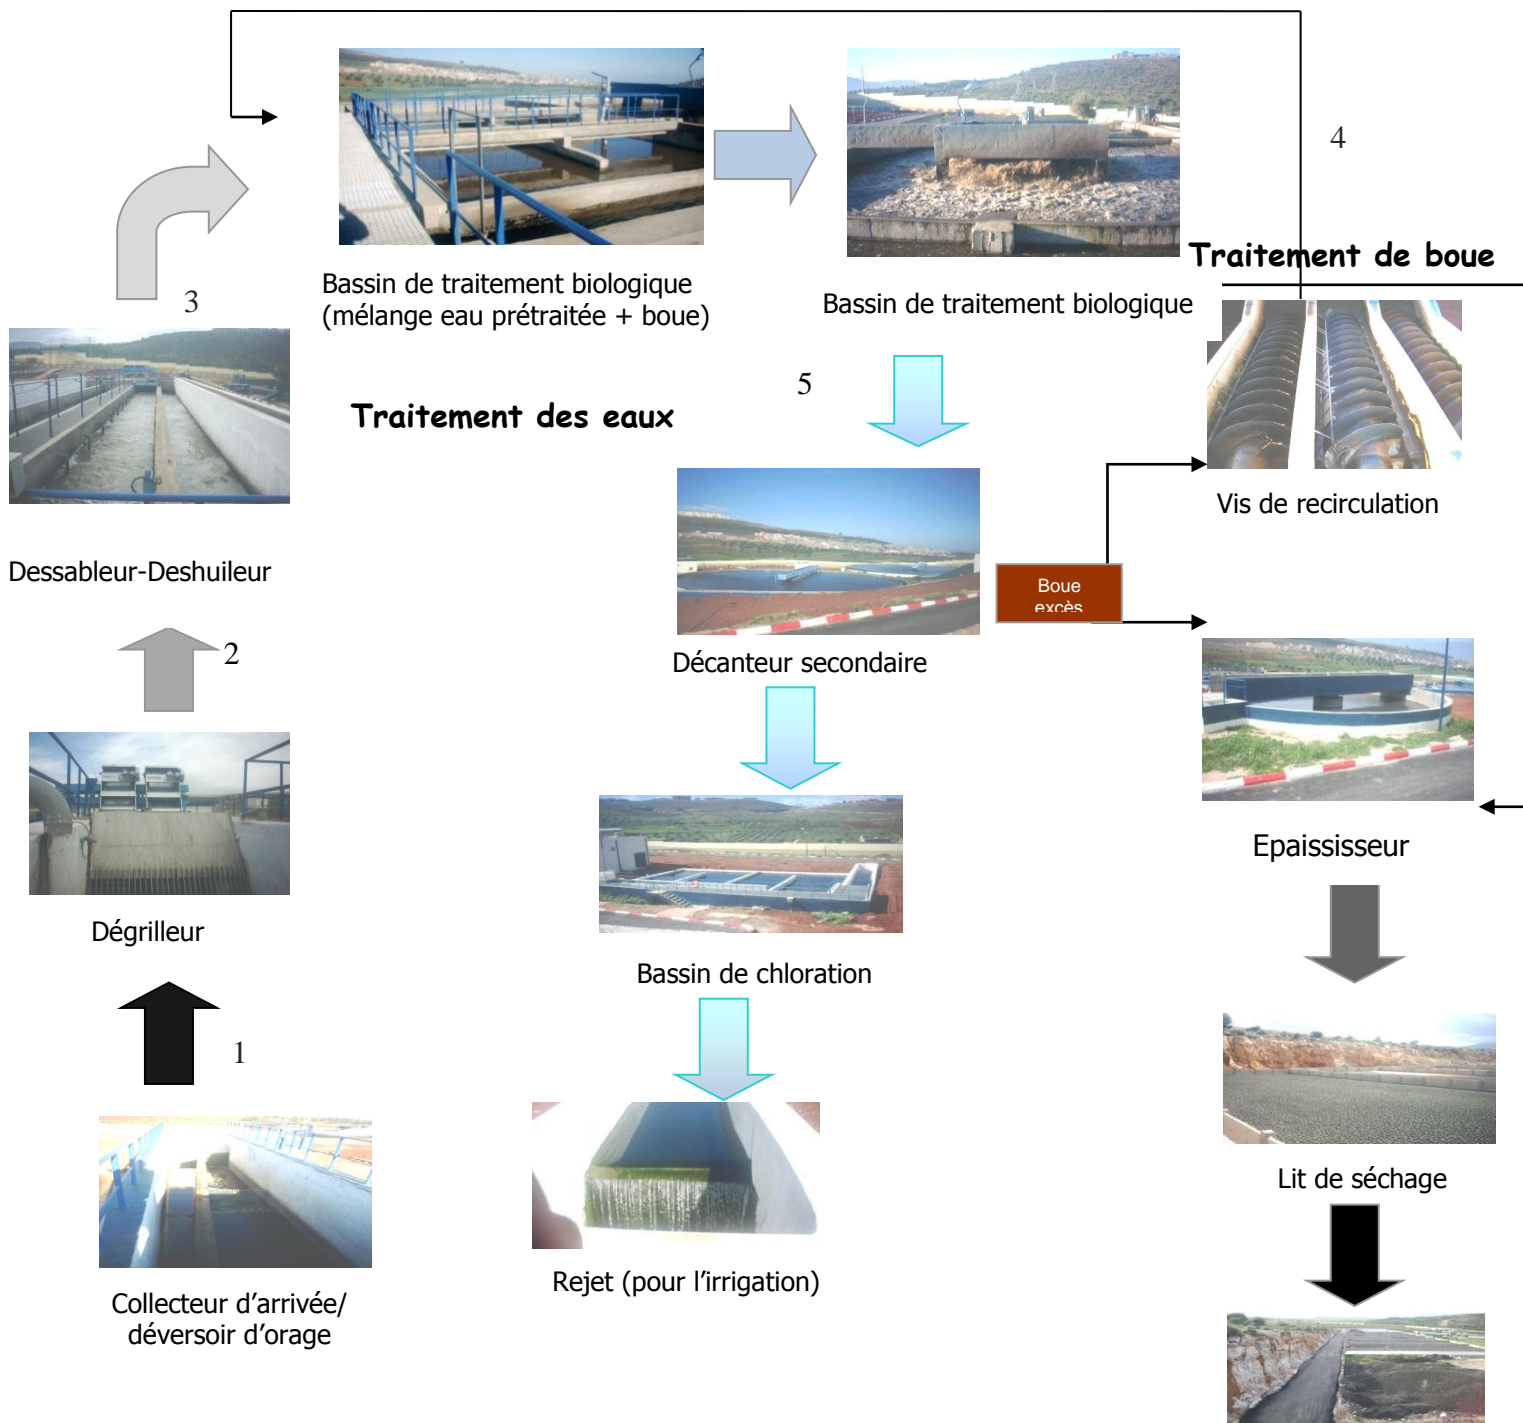 4
Traitement de boue
Bassin de traitement biologique
(mélange eau prétraitée + boue)
Bassin de traitement biologique
3
5
Traitement des eaux
Vis de recirculation
Dessableur-Deshuileur
Boue
excès
2
Décanteur secondaire
Epaississeur
Dégrilleur
Bassin de chloration
1
Lit de séchage
Rejet (pour l’irrigation)
Collecteur d’arrivée/
déversoir d’orage